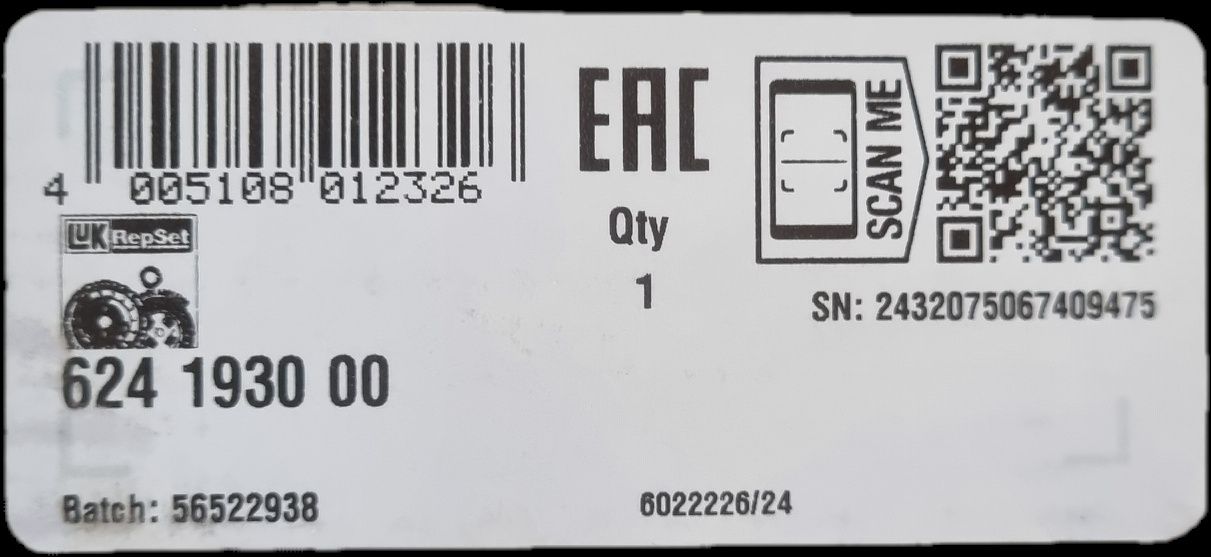 4 005108 012326
EAC
SCAN ME
LUK RepSet
Qty
1
SN: 2432075067409475
624 1930 00
Batch: 56522938
6022226/24